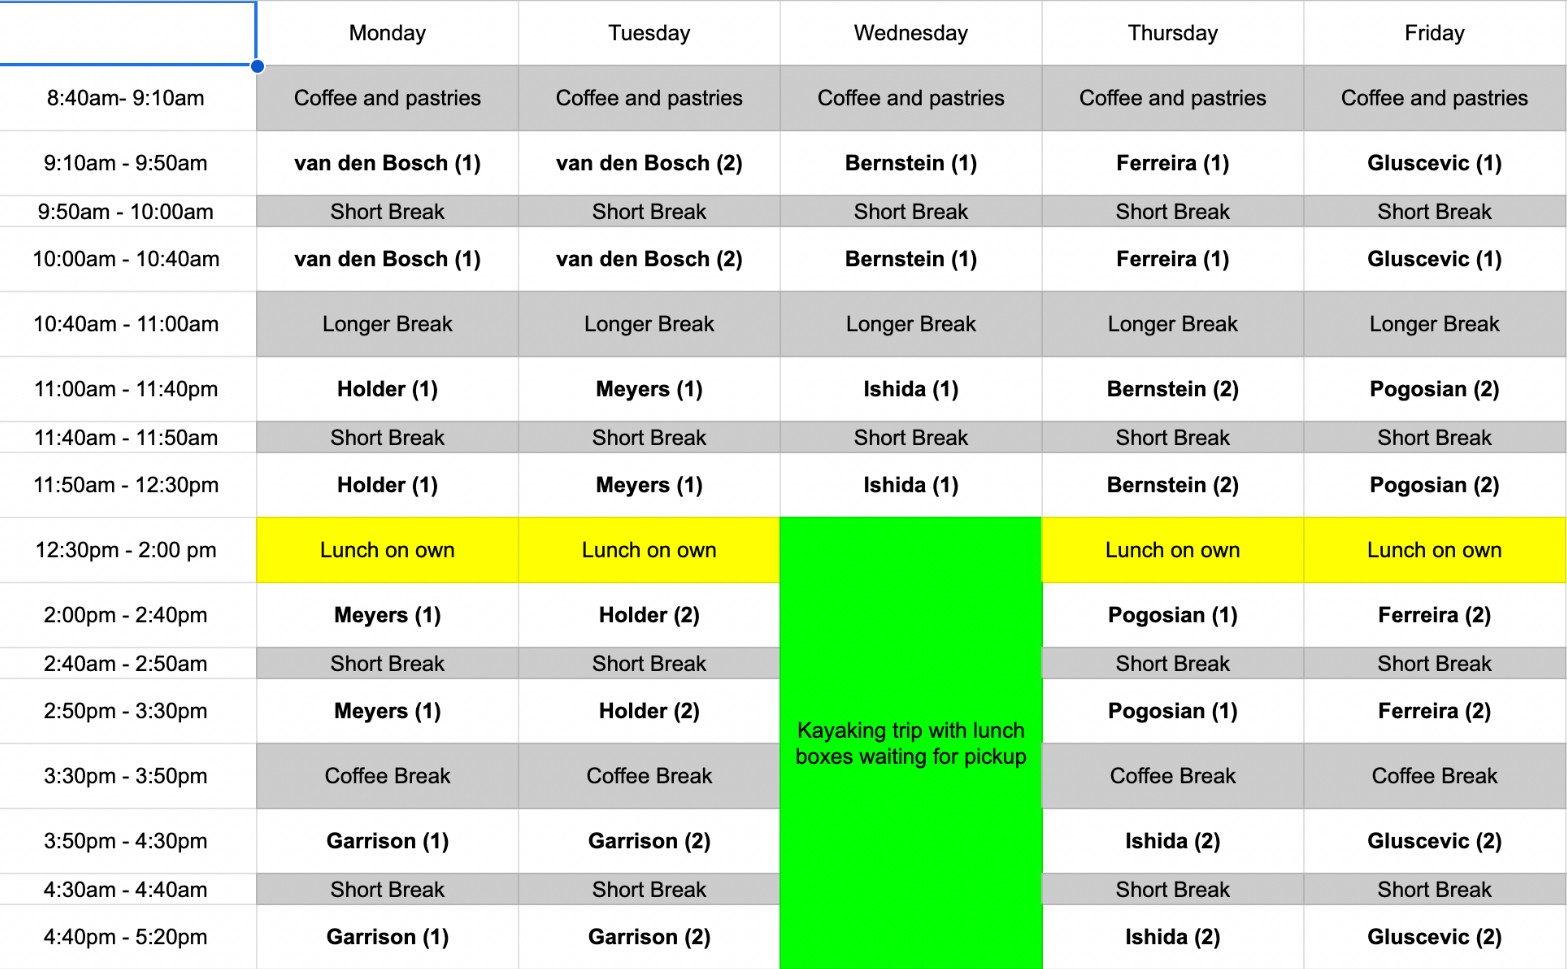 Monday Tuesday Wednesday Thursday Friday
8:40am- 9:10am Coffee and pastries Coffee and pastries Coffee and pastries Coffee and pastries Coffee and pastries
9:10am - 9:50am van den Bosch (1) van den Bosch (2) Bernstein (1) Ferreira (1) Gluscevic (1)
9:50am - 10:00am Short Break Short Break Short Break Short Break Short Break
10:00am - 10:40am van den Bosch (1) van den Bosch (2) Bernstein (1) Ferreira (1) Gluscevic (1)
10:40am - 11:00am Longer Break Longer Break Longer Break Longer Break Longer Break
11:00am - 11:40pm Holder (1) Meyers (1) Ishida (1) Bernstein (2) Pogosian (2)
11:40am - 11:50am Short Break Short Break Short Break Short Break Short Break
11:50am - 12:30pm Holder (1) Meyers (1) Ishida (1) Bernstein (2) Pogosian (2)
12:30pm - 2:00 pm Lunch on own Lunch on own Lunch on own Lunch on own
2:00pm - 2:40pm Meyers (1) Holder (2) Pogosian (1) Ferreira (2)
2:40am - 2:50am Short Break Short Break Short Break Short Break
2:50pm - 3:30pm Meyers (1) Holder (2) Pogosian (1) Ferreira (2)
Kayaking trip with lunch
boxes waiting for pickup
3:30pm - 3:50pm Coffee Break Coffee Break Coffee Break Coffee Break
3:50pm - 4:30pm Garrison (1) Garrison (2) Ishida (2) Gluscevic (2)
4:30am - 4:40am Short Break Short Break Short Break Short Break
4:40pm - 5:20pm Garrison (1) Garrison (2) Ishida (2) Gluscevic (2)